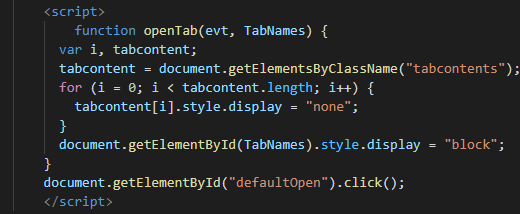 <script>
function openTab(evt, TabNames) {
var i, tabcontent;
tabcontent = document.getElementsByClassName("tabcontents");
for (i = 0; i < tabcontent.length; i++) {
tabcontent[i].style.display = "none";
}
document.getElementById(TabNames).style.display = "block";
}
document.getElementById("defaultOpen").click();
</script>